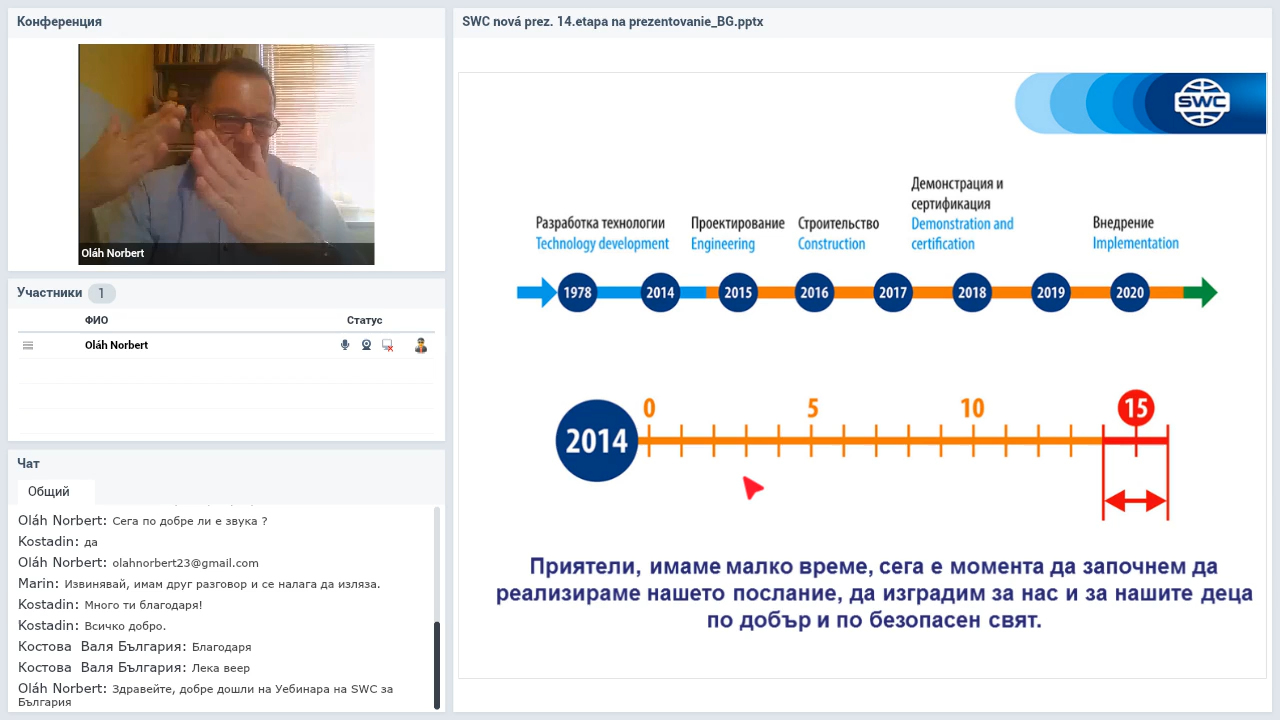 Конференция
Oláh Norbert
Участники 1
ФИО Статус
Oláh Norbert
Чат
Общий
Oláh Norbert: Сега по добре ли е звука ?
Kostadin: да
Oláh Norbert: olahnorbert23@gmail.com
Marin: Извинявай, имам друг разговор и се налага да изляза.
Kostadin: Много ти благодаря!
Kostadin: Всичко добро.
Костова Валя България: Благодаря
Костова Валя България: Лека веер
Oláh Norbert: Здравейте, добре дошли на Уебинара на SWC за
България
SWC nová prez. 14.etapa na prezentovanie_BG.pptx
SWC
Разработка технологии
Technology development
Проектирование
Engineering
Строительство
Construction
Демонстрация и
сертификация
Demonstration and
certification
Внедрение
Implementation
1978 2014 2015 2016 2017 2018 2019 2020
2014 0 5 10 15
Приятели, имаме малко време, сега е момента да започнем да
реализираме нашето послание, да изградим за нас и за нашите деца
по добър и по безопасен свят.